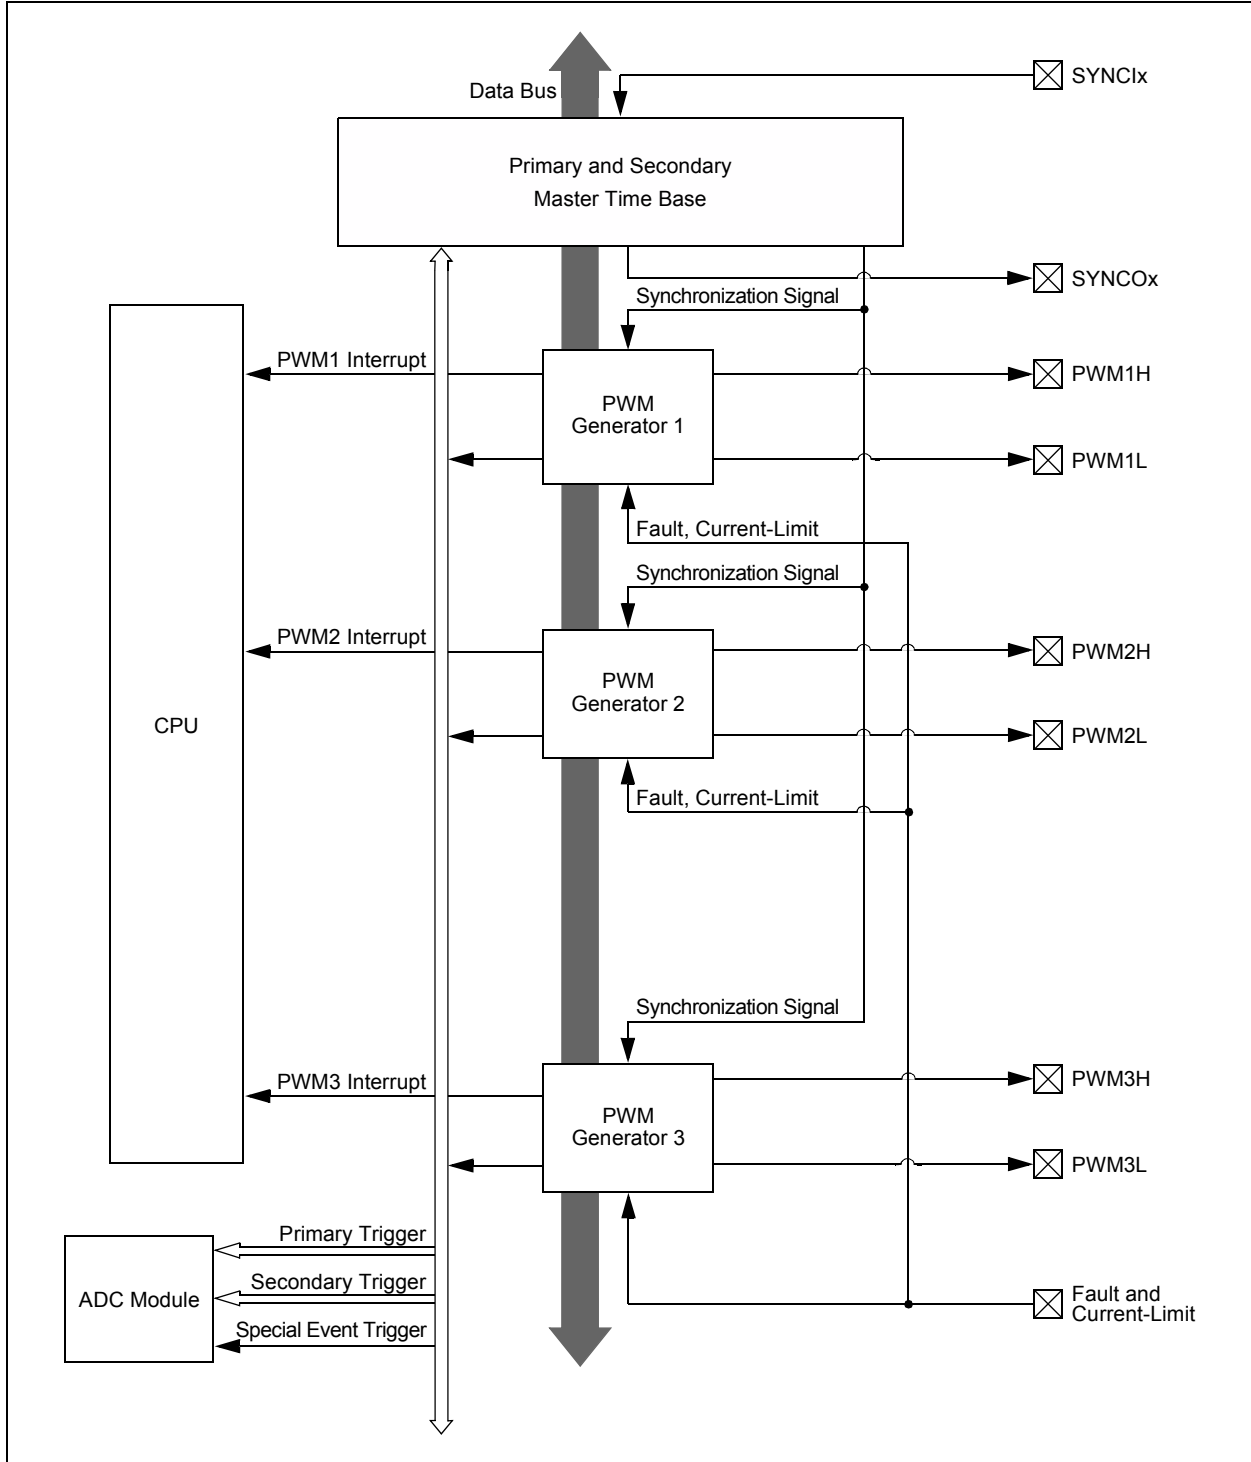 SYNCIx
Data Bus
Primary and Secondary
Master Time Base
SYNCOx
Synchronization Signal
PWM1 Interrupt
PWM1H
PWM
Generator 1
PWM1L
Fault, Current-Limit
Synchronization Signal
PWM2 Interrupt
PWM2H
PWM
Generator 2
CPU
PWM2L
Fault, Current-Limit
Synchronization Signal
PWM3 Interrupt
PWM3H
PWM
Generator 3
PWM3L
Primary Trigger
Secondary Trigger
ADC Module
Special Event Trigger
Fault and
Current-Limit